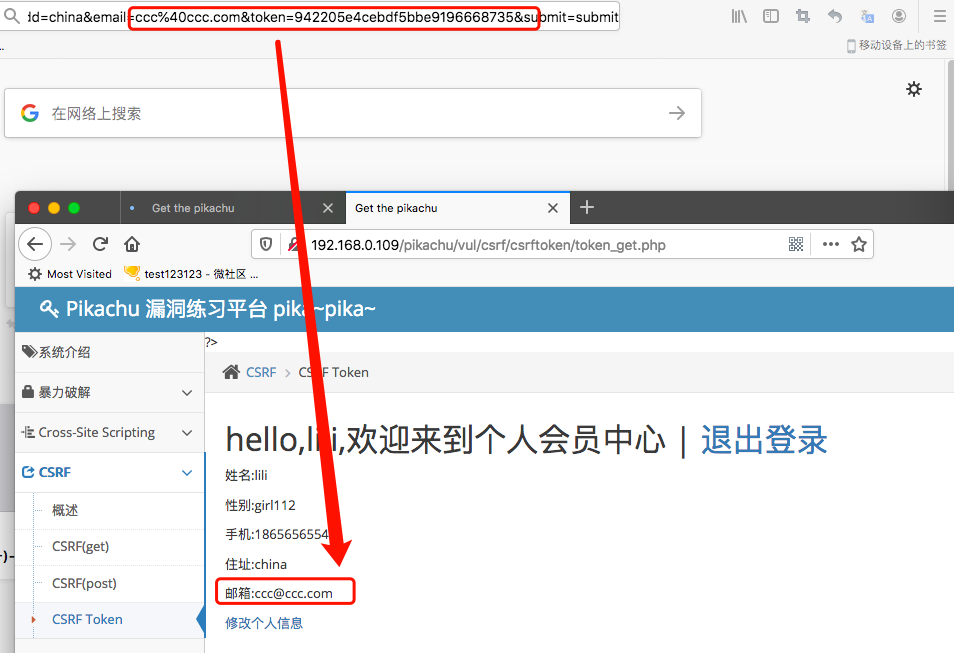 dd=china&email=ccc%40ccc.com&token=942205e4cebdf5bbe9196668735&submit=submit
移动设备上的书签
在网络上搜索
Get the pikachu
Get the pikachu
192.168.0.109/pikachu/vul/csrf/csrftoken/token_get.php
Most Visited
test123123 - 微社区 ...
Pikachu 漏洞练习平台 pika~pika~
系统介绍
?>
CSRF > CSRF Token
暴力破解
Cross-Site Scripting
hello,lili,欢迎来到个人会员中心 | 退出登录
CSRF
姓名:lili
概述
性别:girl112
手机:1865656554
CSRF(get)
住址:china
CSRF(post)
邮箱:ccc@ccc.com
CSRF Token
修改个人信息